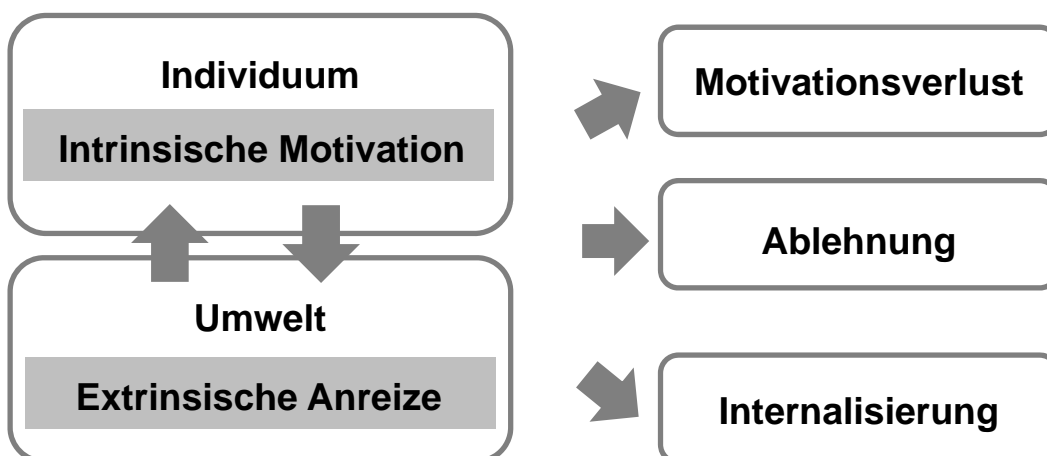 Individuum
Intrinsische Motivation
Umwelt
Extrinsische Anreize
Motivationsverlust
Ablehnung
Internalisierung